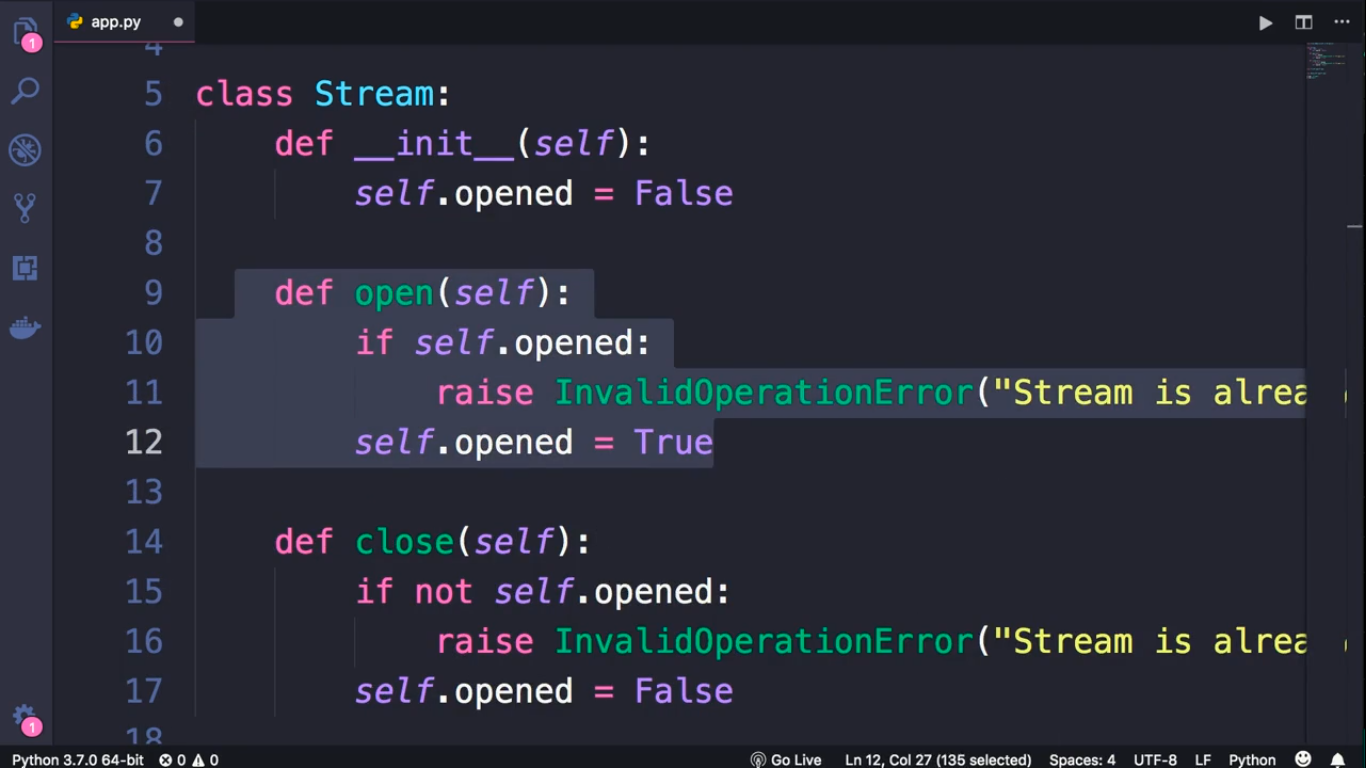 1
app.py
4
5 class Stream:
6 def __init__(self):
7 self.opened = False
8
9 def open(self):
10 if self.opened:
11 raise InvalidOperationError("Stream is alrea
12 self.opened = True
13
14 def close(self):
15 if not self.opened:
16 raise InvalidOperationError("Stream is alrea
17 self.opened = False
18
1
Python 3.7.0 64-bit 0 0 Go Live Ln 12, Col 27 (135 selected) Spaces: 4 UTF-8 LF Python